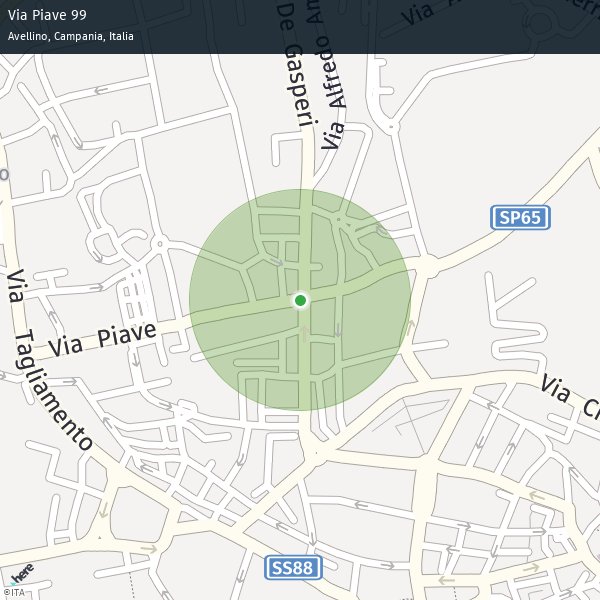 Via Piave 99
Avellino, Campania, Italia
De Gasperi
Via Alfredo Am
Via
SP65
Via Tagliamento
Via Piave
SS88
here
©ITA